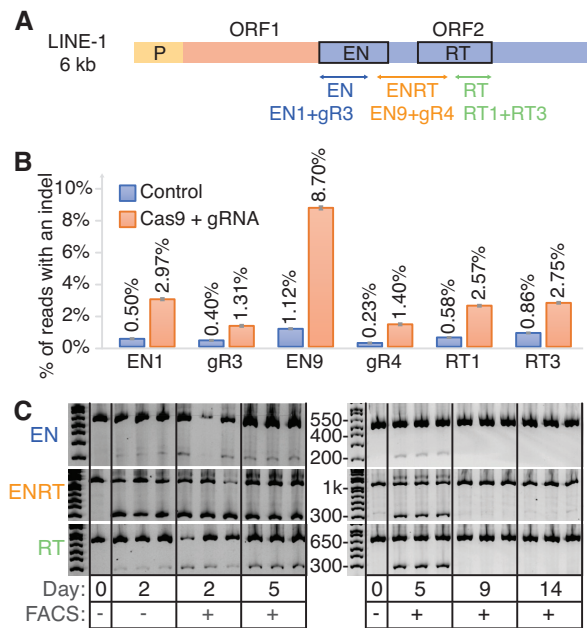 A
LINE-1
6 kb
ORF1
ORF2
P
EN
RT
EN
ENRT
RT
EN1+gR3
EN9+gR4
RT1+RT3
B
% of reads with an indel
10%
8%
6%
4%
2%
0%
Control
Cas9 + gRNA
0.50%
2.97%
0.40%
1.31%
1.12%
8.70%
0.23%
1.40%
0.58%
2.57%
0.86%
2.75%
EN1 gR3 EN9 gR4 RT1 RT3
C
EN
550
400
200
ENRT
1k
300
RT
650
300
Day: 0 2 2 5 0 5 9 14
FACS: - - + + - + + +